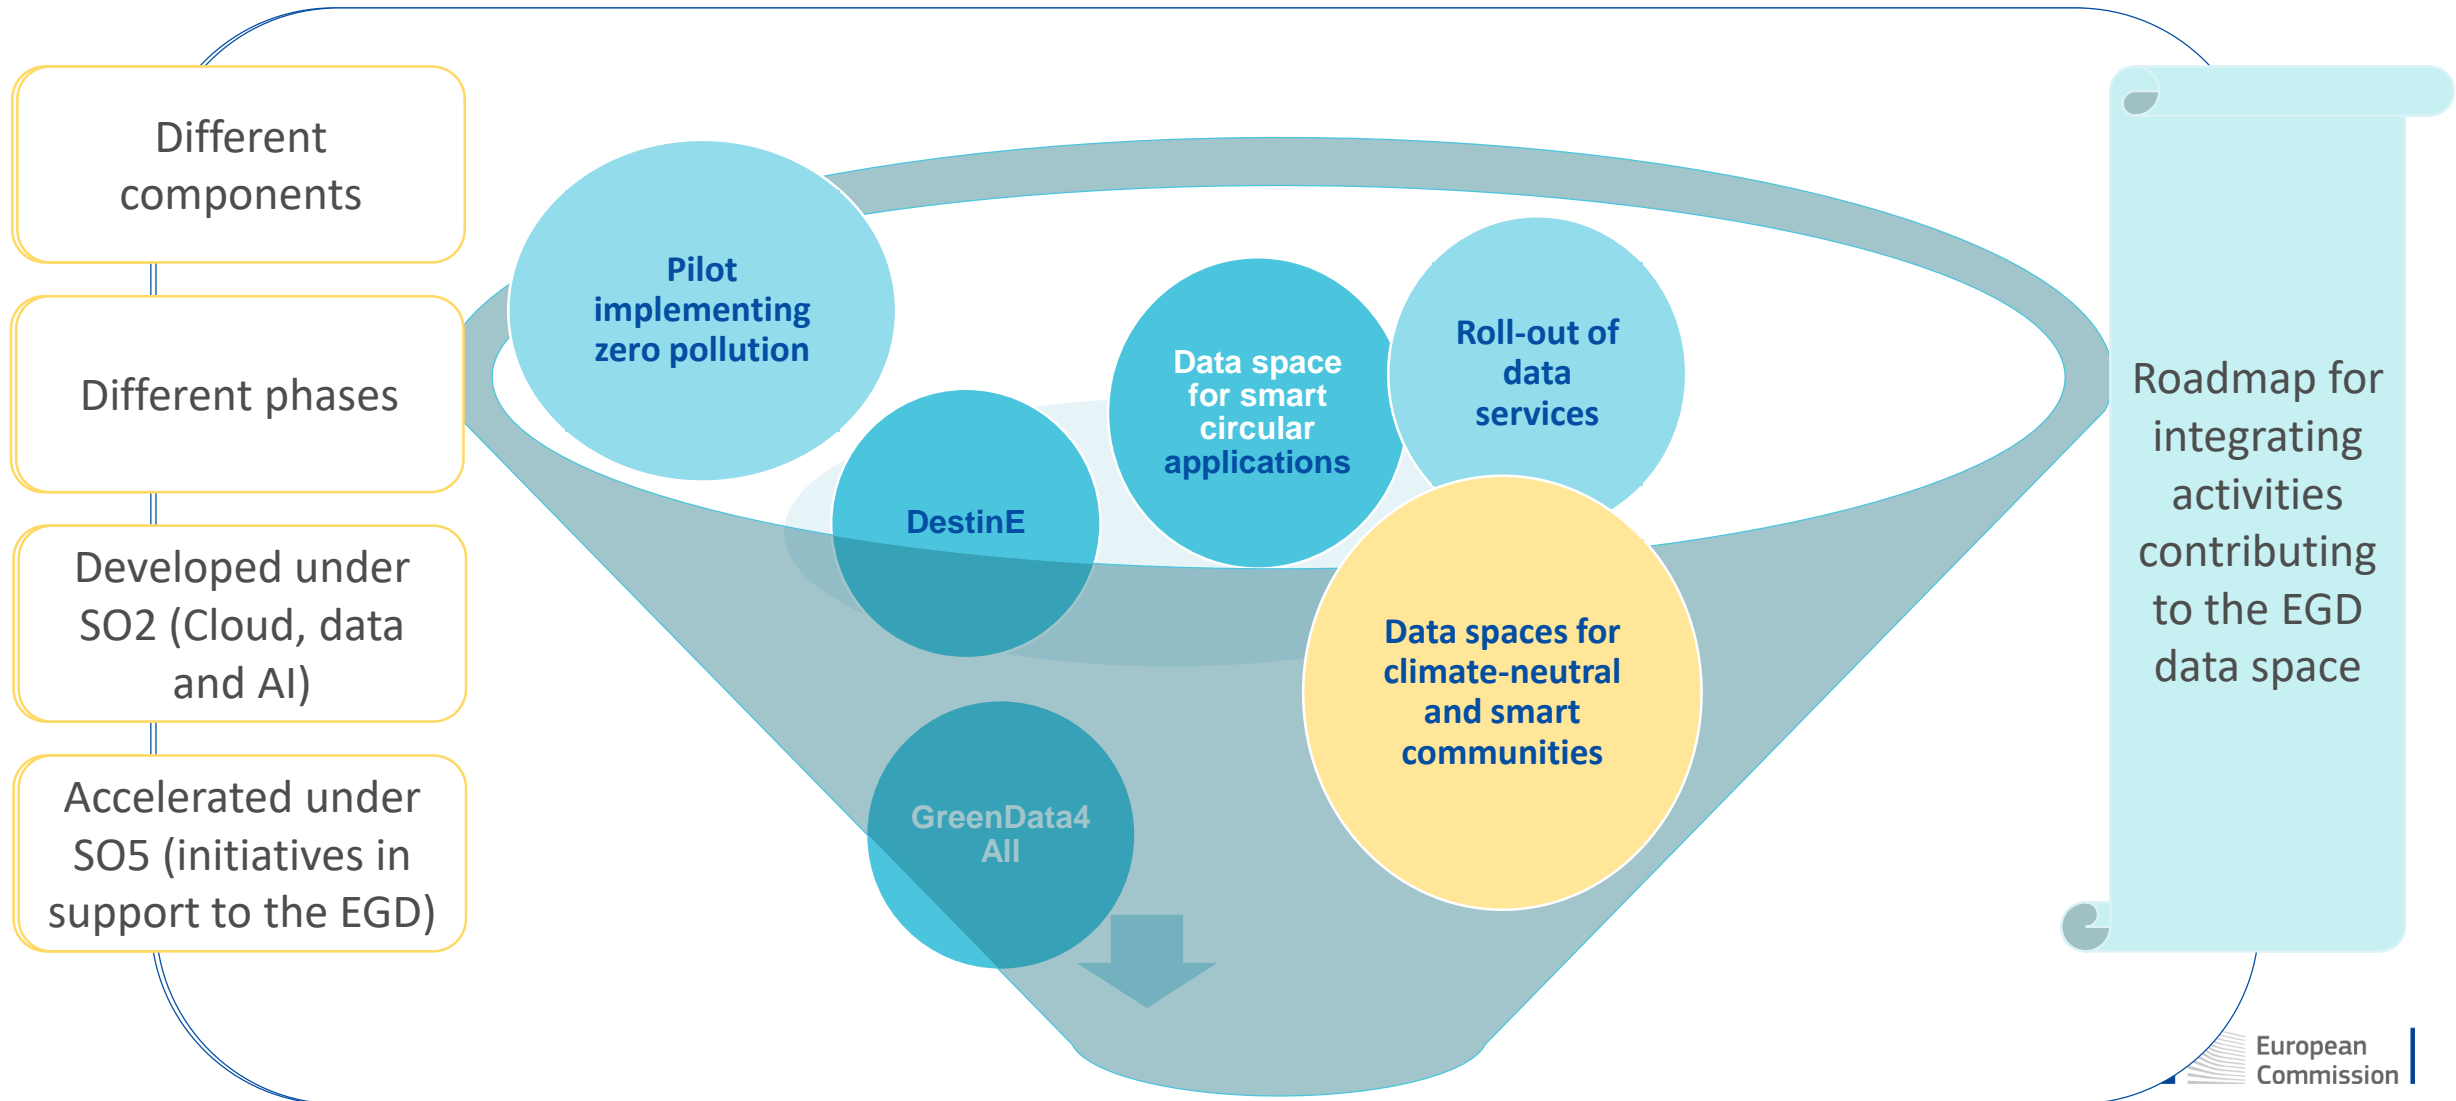 Different
components
Different phases
Developed under
SO2 (Cloud, data
and AI)
Accelerated under
SO5 (initiatives in
support to the EGD)
Pilot
implementing
zero pollution
DestinE
Data space
for smart
circular
applications
Roll-out of
data
services
Data spaces for
climate-neutral
and smart
communities
GreenData4
All
Roadmap for
integrating
activities
contributing
to the EGD
data space
European
Commission